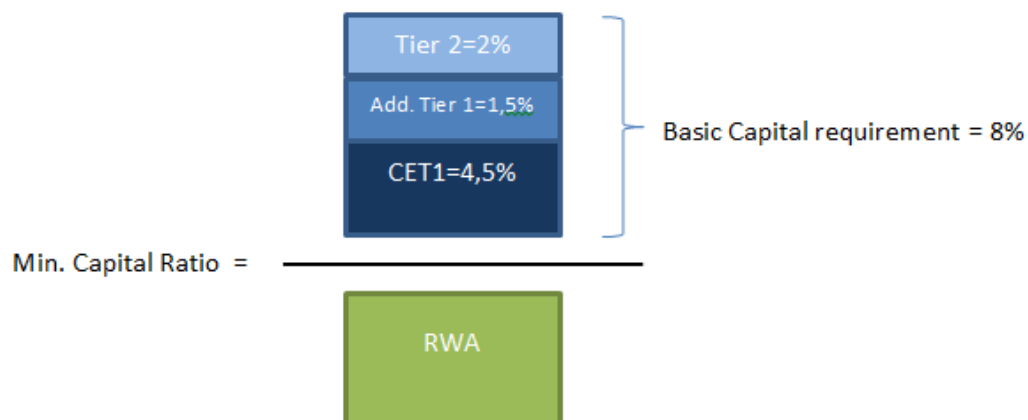 Tier 2=2%
Add. Tier 1=1,5%
CET1=4,5%
Basic Capital requirement = 8%
Min. Capital Ratio =
RWA